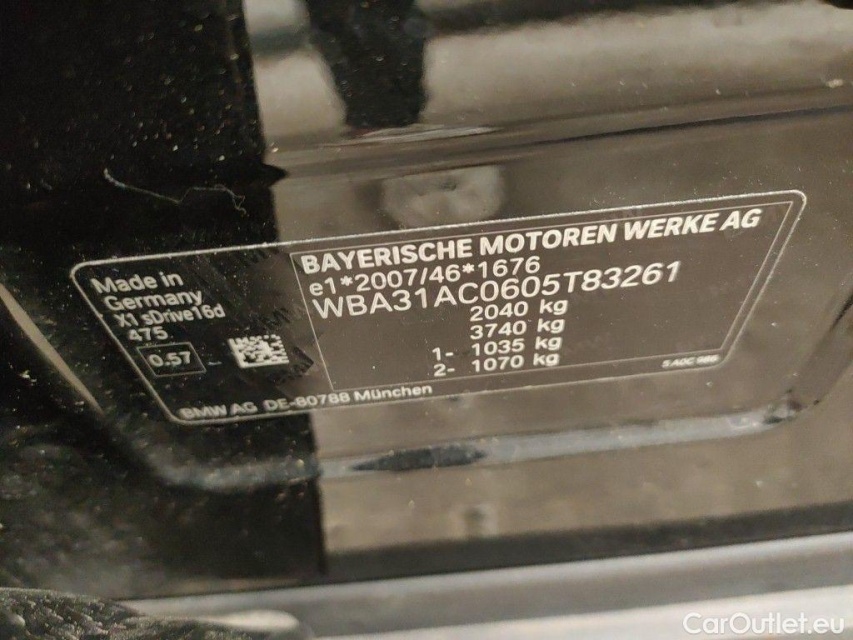 BAYERISCHE MOTOREN WERKE AG
e1*2007/46*1676
WBA31AC0605T83261
2040 kg
3740 kg
1- 1035 kg
2- 1070 kg
Made in
Germany
X1 sDrive16d
475
0.57
BMW AG DE-80788 München
CarOutlet.eu